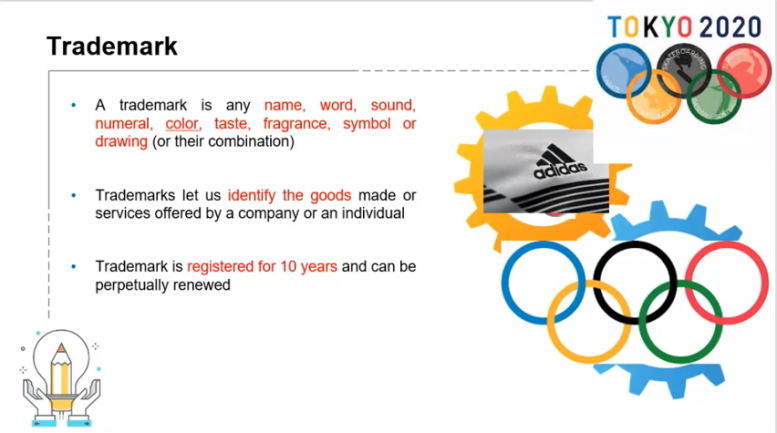 TOKYO 2020
Trademark
• A trademark is any name, word, sound,
numeral, color, taste, fragrance, symbol or
drawing (or their combination)
• Trademarks let us identify the goods made or
services offered by a company or an individual
• Trademark is registered for 10 years and can be
perpetually renewed
adidas